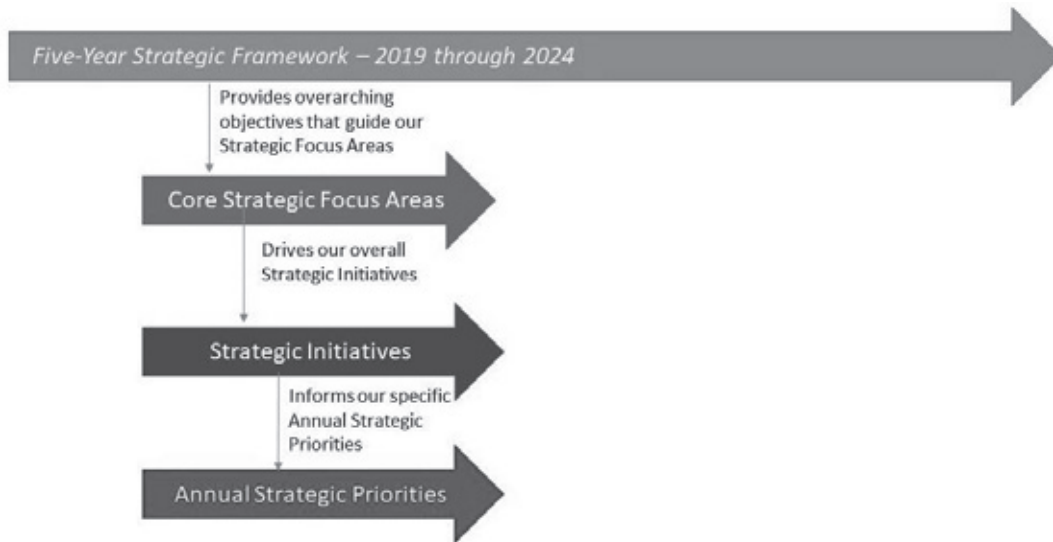 Five-Year Strategic Framework – 2019 through 2024
Provides overarching
objectives that guide our
Strategic Focus Areas
Core Strategic Focus Areas
Drives our overall
Strategic Initiatives
Strategic Initiatives
Informs our specific
Annual Strategic
Priorities
Annual Strategic Priorities